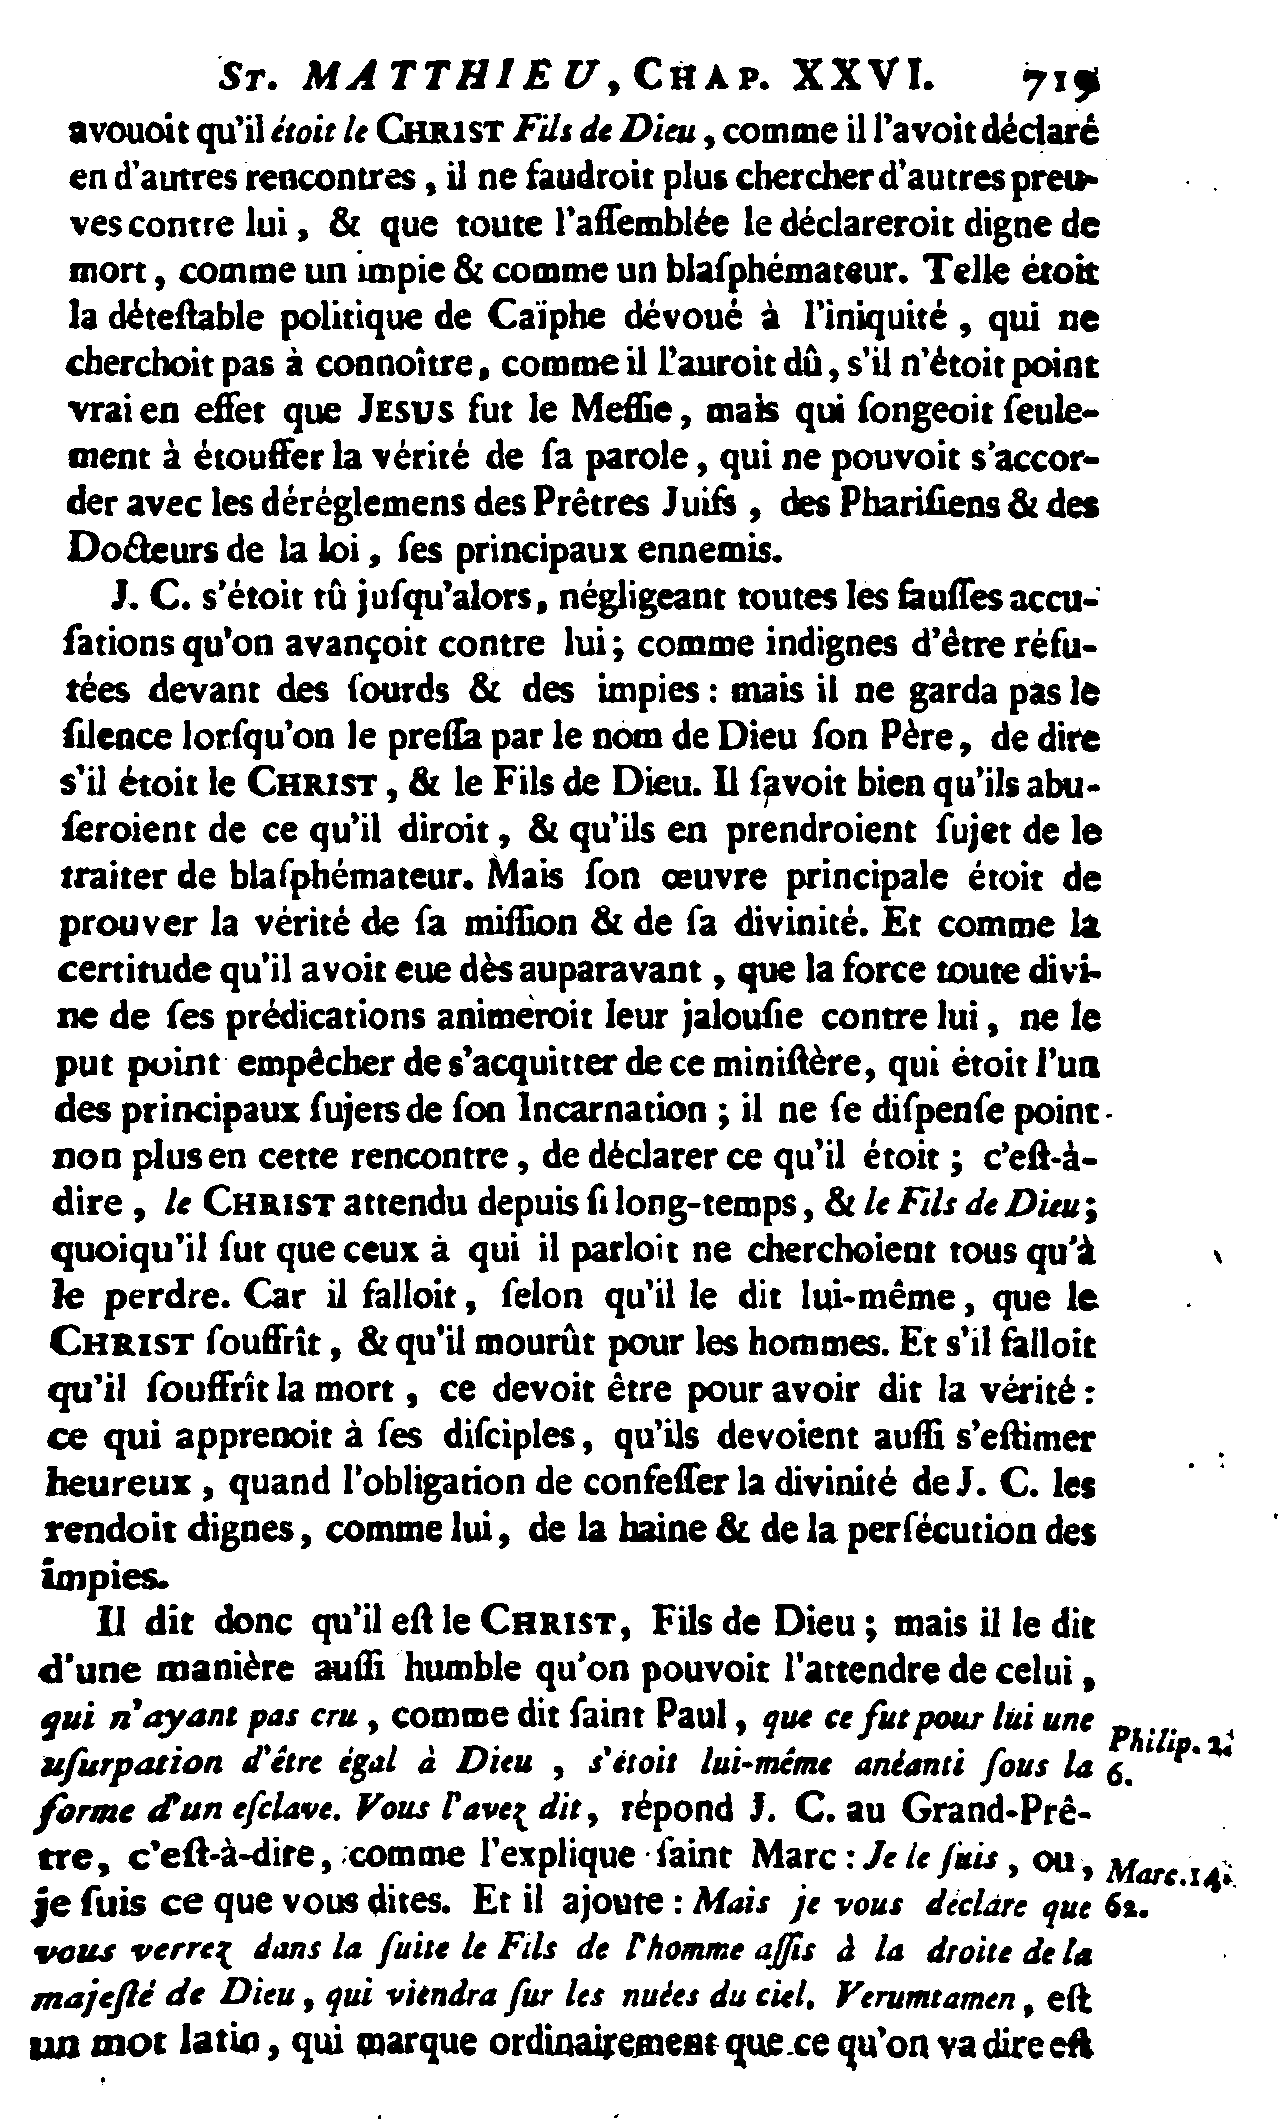 ST. MATTHIEU, CHAP. XXVI. 719
avouoit qu'il étoit le CHRIST Fils de Dieu, comme il l'avoit déclaré
en d'autres rencontres, il ne faudroit plus chercher d'autres preu-
ves contre lui, & que toute l'aſſemblée le déclareroit digne de
mort, comme un impie & comme un blaſphémateur. Telle étoit
la déteſtable politique de Caïphe dévoué à l'iniquité, qui ne
cherchoit pas à connoître, comme il l'auroit dû, s'il n'étoit point
vrai en effet que JESUS fut le Meſſie, mais qui ſongeoit ſeule-
ment à étouffer la vérité de ſa parole, qui ne pouvoit s'accor-
der avec les déréglemens des Prêtres Juifs, des Phariſiens & des
Docteurs de la loi, ſes principaux ennemis.
J. C. s'étoit tû juſqu'alors, négligeant toutes les fauſſes accu-
ſations qu'on avançoit contre lui; comme indignes d'être réfu-
tées devant des ſourds & des impies: mais il ne garda pas le
ſilence lorſqu'on le preſſa par le nom de Dieu ſon Père, de dire
s'il étoit le CHRIST, & le Fils de Dieu. Il ſavoit bien qu'ils abu-
ſeroient de ce qu'il diroit, & qu'ils en prendroient ſujet de le
traiter de blaſphémateur. Mais ſon œuvre principale étoit de
prouver la vérité de ſa miſſion & de ſa divinité. Et comme la
certitude qu'il avoit eue dès auparavant, que la force toute divi-
ne de ſes prédications animeroit leur jalouſie contre lui, ne le
put point empêcher de s'acquitter de ce miniſtère, qui étoit l'un
des principaux ſujets de ſon Incarnation; il ne ſe diſpenſe point
non plus en cette rencontre, de déclarer ce qu'il étoit; c'eſt-à-
dire, le CHRIST attendu depuis ſi long-temps, & le Fils de Dieu;
quoiqu'il ſut que ceux à qui il parloit ne cherchoient tous qu'à
le perdre. Car il falloit, ſelon qu'il le dit lui-même, que le
CHRIST ſouffrît, & qu'il mourût pour les hommes. Et s'il falloit
qu'il ſouffrît la mort, ce devoit être pour avoir dit la vérité:
ce qui apprenoit à ſes diſciples, qu'ils devoient auſſi s'eſtimer
heureux, quand l'obligation de confeſſer la divinité de J. C. les
rendoit dignes, comme lui, de la haine & de la perſécution des
impies.
Il dit donc qu'il eſt le CHRIST, Fils de Dieu; mais il le dit
d'une manière auſſi humble qu'on pouvoit l'attendre de celui,
qui n'ayant pas cru, comme dit ſaint Paul, que ce fut pour lui une
uſurpation d'être égal à Dieu, s'étoit lui-même anéanti ſous la
forme d'un eſclave. Vous l'avez dit, répond J. C. au Grand-Prê-
tre, c'eſt-à-dire, comme l'explique ſaint Marc: Je le ſuis, ou,
je ſuis ce que vous dites. Et il ajoute: Mais je vous déclare que
vous verrez dans la ſuite le Fils de l'homme aſſis à la droite de la
majeſté de Dieu, qui viendra ſur les nuées du ciel. Verumtamen, eſt
un mot latin, qui marque ordinairement que ce qu'on va dire eſt
Philip. 2.
6.
Marc. 14.
62.